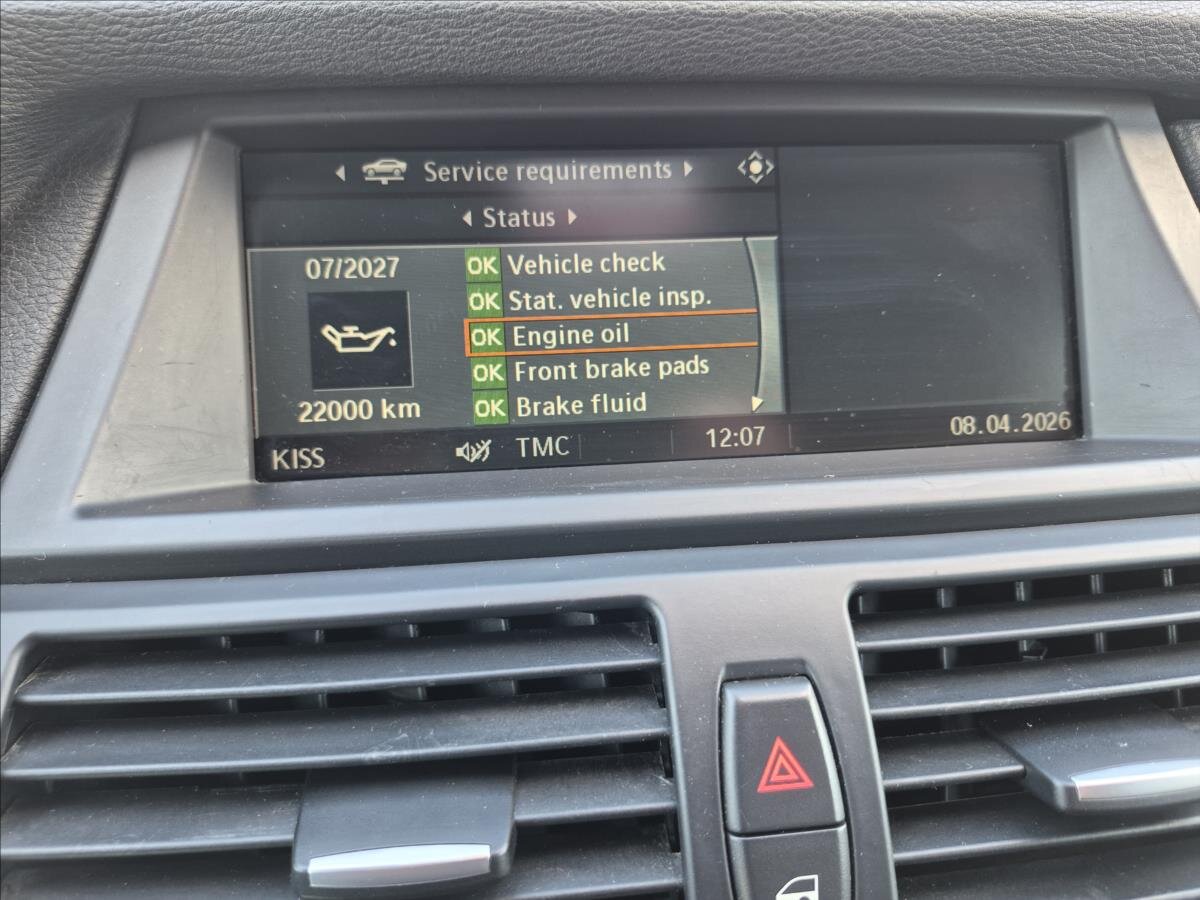 Service requirements
Status
07/2027
22000 km
OK Vehicle check
OK Stat. vehicle insp.
OK Engine oil
OK Front brake pads
OK Brake fluid
KISS TMC 12:07 08.04.2026